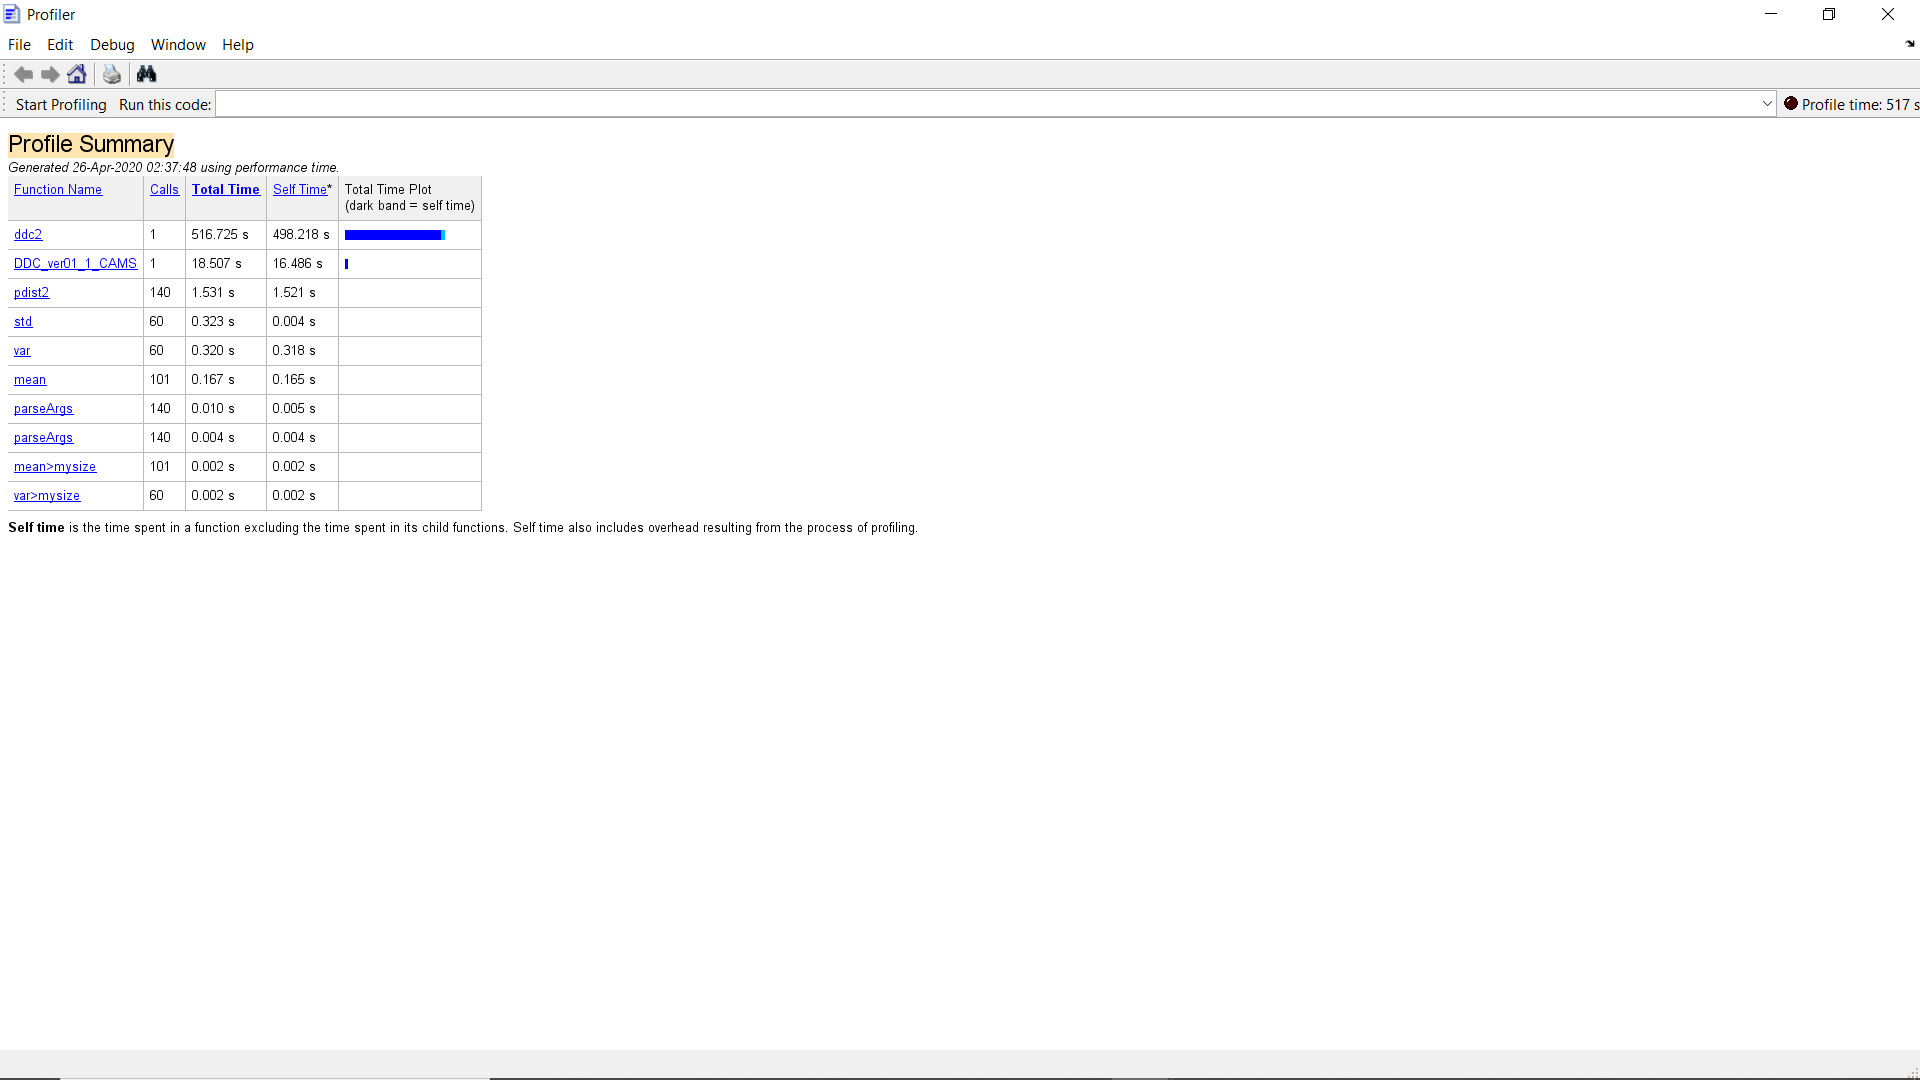 Profiler
File Edit Debug Window Help
Start Profiling Run this code: Profile time: 517 s
Profile Summary
Generated 26-Apr-2020 02:37:48 using performance time.
Function Name Calls Total Time Self Time* Total Time Plot
(dark band = self time)
ddc2 1 516.725 s 498.218 s
DDC_ver01_1_CAMS 1 18.507 s 16.486 s
pdist2 140 1.531 s 1.521 s
std 60 0.323 s 0.004 s
var 60 0.320 s 0.318 s
mean 101 0.167 s 0.165 s
parseArgs 140 0.010 s 0.005 s
parseArgs 140 0.004 s 0.004 s
mean>mysize 101 0.002 s 0.002 s
var>mysize 60 0.002 s 0.002 s
Self time is the time spent in a function excluding the time spent in its child functions. Self time also includes overhead resulting from the process of profiling.